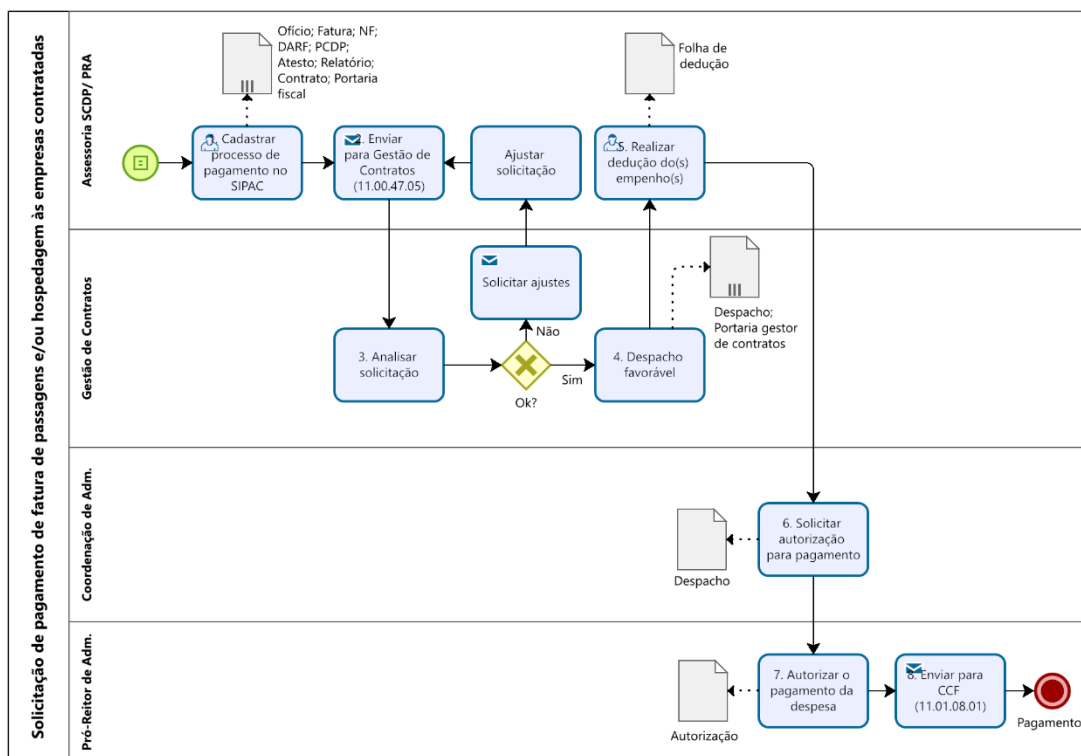 Solicitação de pagamento de fatura de passagens e/ou hospedagem às empresas contratadas
Assessoria SCDP/ PRA
Ofício; Fatura; NF;
DARF; PCDP;
Atesto; Relatório;
Contrato; Portaria
fiscal
Folha de
dedução
1. Cadastrar
processo de
pagamento no
SIPAC
2. Enviar
para Gestão de
Contratos
(11.00.47.05)
Ajustar
solicitação
5. Realizar
dedução do(s)
empenho(s)
Gestão de Contratos
Solicitar ajustes
Despacho;
Portaria gestor
de contratos
Não
3. Analisar
solicitação
Sim
Ok?
4. Despacho
favorável
Coordenação de Adm.
6. Solicitar
autorização
para pagamento
Despacho
Pró-Reitor de Adm.
7. Autorizar o
pagamento da
despesa
8. Enviar para
CCF
(11.01.08.01)
Autorização
Pagamento